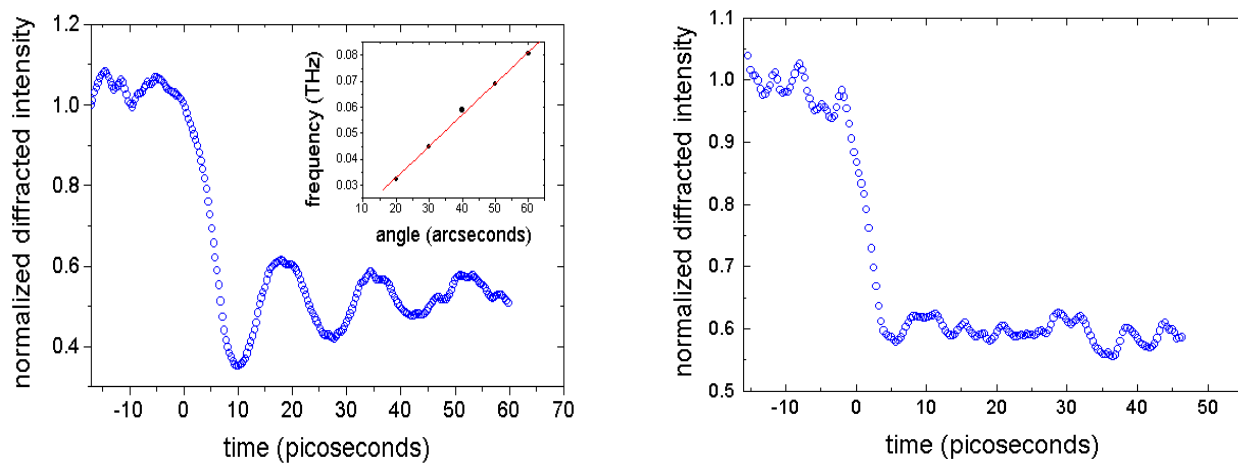 normalized diffracted intensity
1.2
1.0
0.8
0.6
0.4
-10 0 10 20 30 40 50 60 70
time (picoseconds)
frequency (THz)
0.08
0.07
0.06
0.05
0.04
0.03
10 20 30 40 50 60
angle (arcseconds)
normalized diffracted intensity
1.1
1.0
0.9
0.8
0.7
0.6
0.5
-10 0 10 20 30 40 50
time (picoseconds)